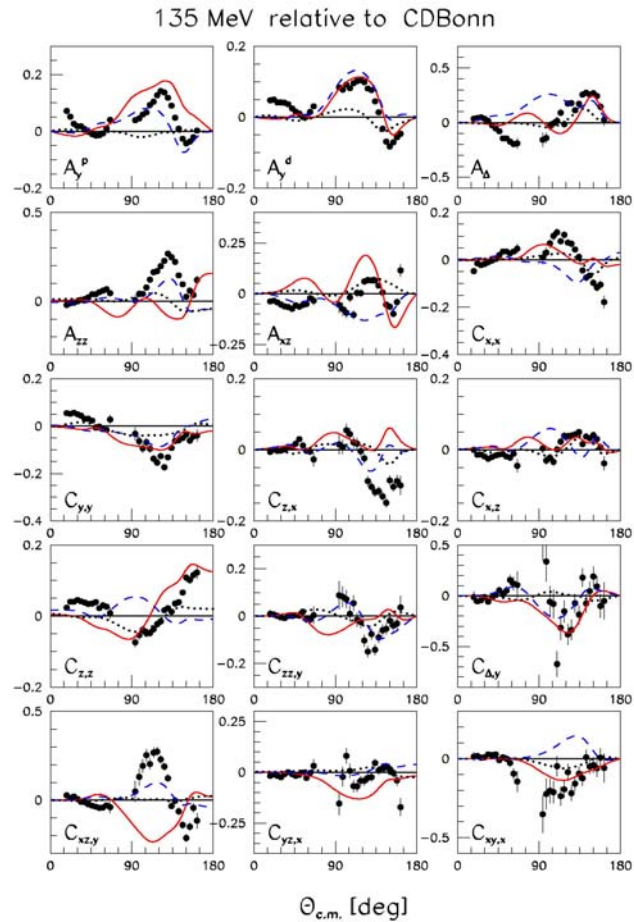 135 MeV relative to CDBonn
0.2
0
-0.2
A_y^p
0 90 180
0.2
0
-0.2
A_y^d
0 90 180
0.5
0
-0.5
A_Δ
0 90 180
0.5
0
A_zz
0 90 180
0.25
0
-0.25
A_xz
0 90 180
0.2
0
-0.2
-0.4
C_x,x
0 90 180
0.2
0
-0.2
-0.4
C_y,y
0 90 180
0.2
0
0.2
C_z,x
0 90 180
0.2
0
0.2
C_x,z
0 90 180
0.2
0
-0.2
C_z,z
0 90 180
0.2
0
-0.2
C_zz,y
0 90 180
0.5
0
-0.5
C_Δ,y
0 90 180
0.5
0
C_xz,y
0 90 180
0.25
0
-0.25
C_yz,x
0 90 180
0
-0.5
C_xy,x
0 90 180
Θ_c.m. [deg]